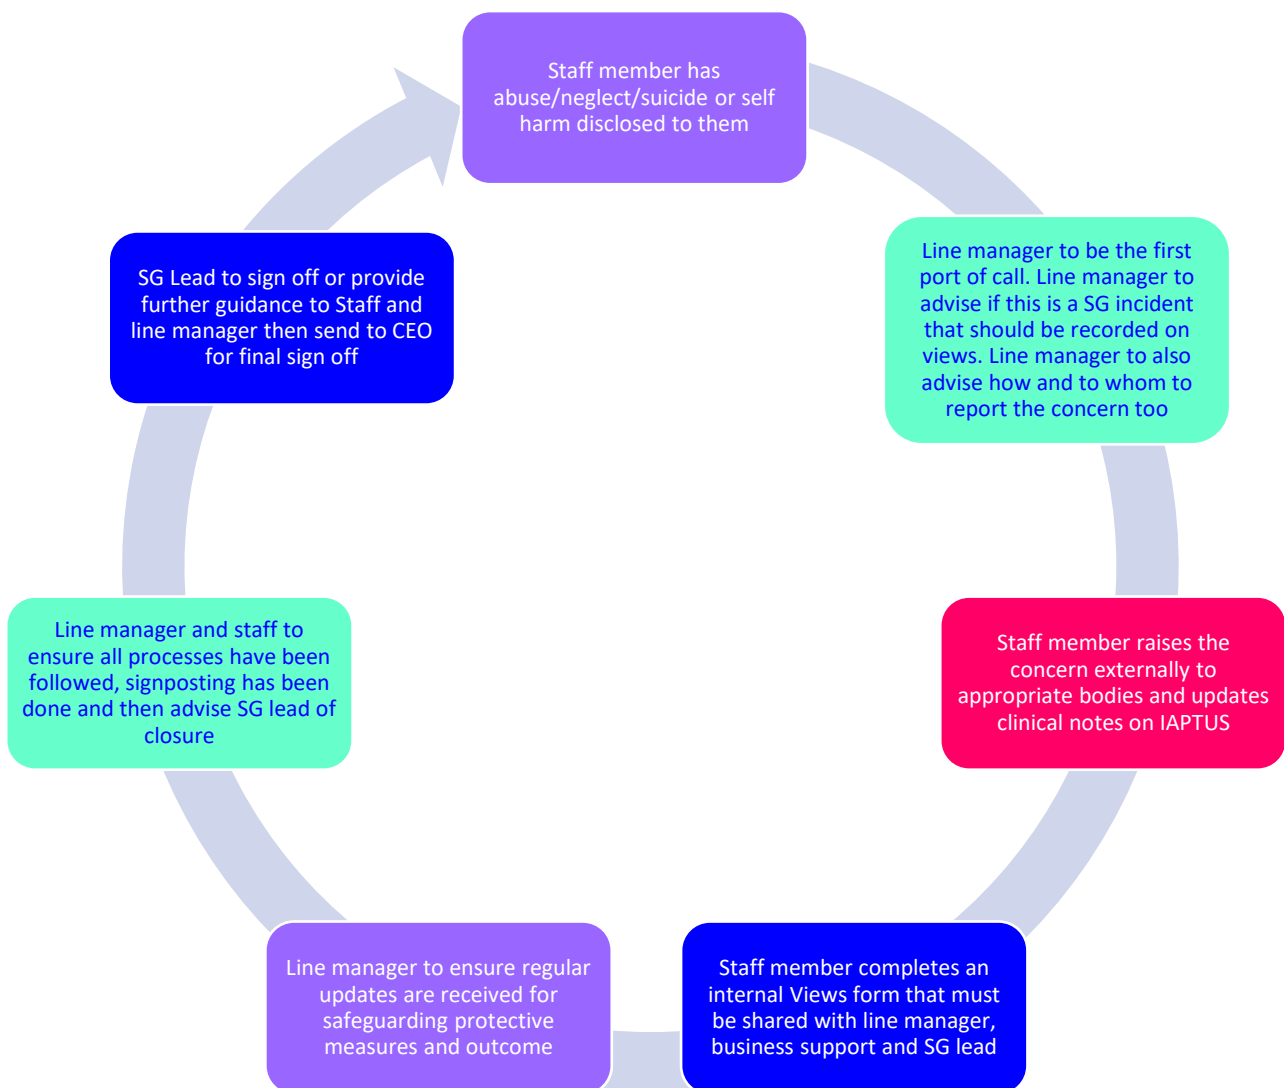 Staff member has
abuse/neglect/suicide or self
harm disclosed to them
Line manager to be the first
port of call. Line manager to
advise if this is a SG incident
that should be recorded on
views. Line manager to also
advise how and to whom to
report the concern too
Staff member raises the
concern externally to
appropriate bodies and updates
clinical notes on IAPTUS
Staff member completes an
internal Views form that must
be shared with line manager,
business support and SG lead
Line manager to ensure regular
updates are received for
safeguarding protective
measures and outcome
Line manager and staff to
ensure all processes have been
followed, signposting has been
done and then advise SG lead of
closure
SG Lead to sign off or provide
further guidance to Staff and
line manager then send to CEO
for final sign off